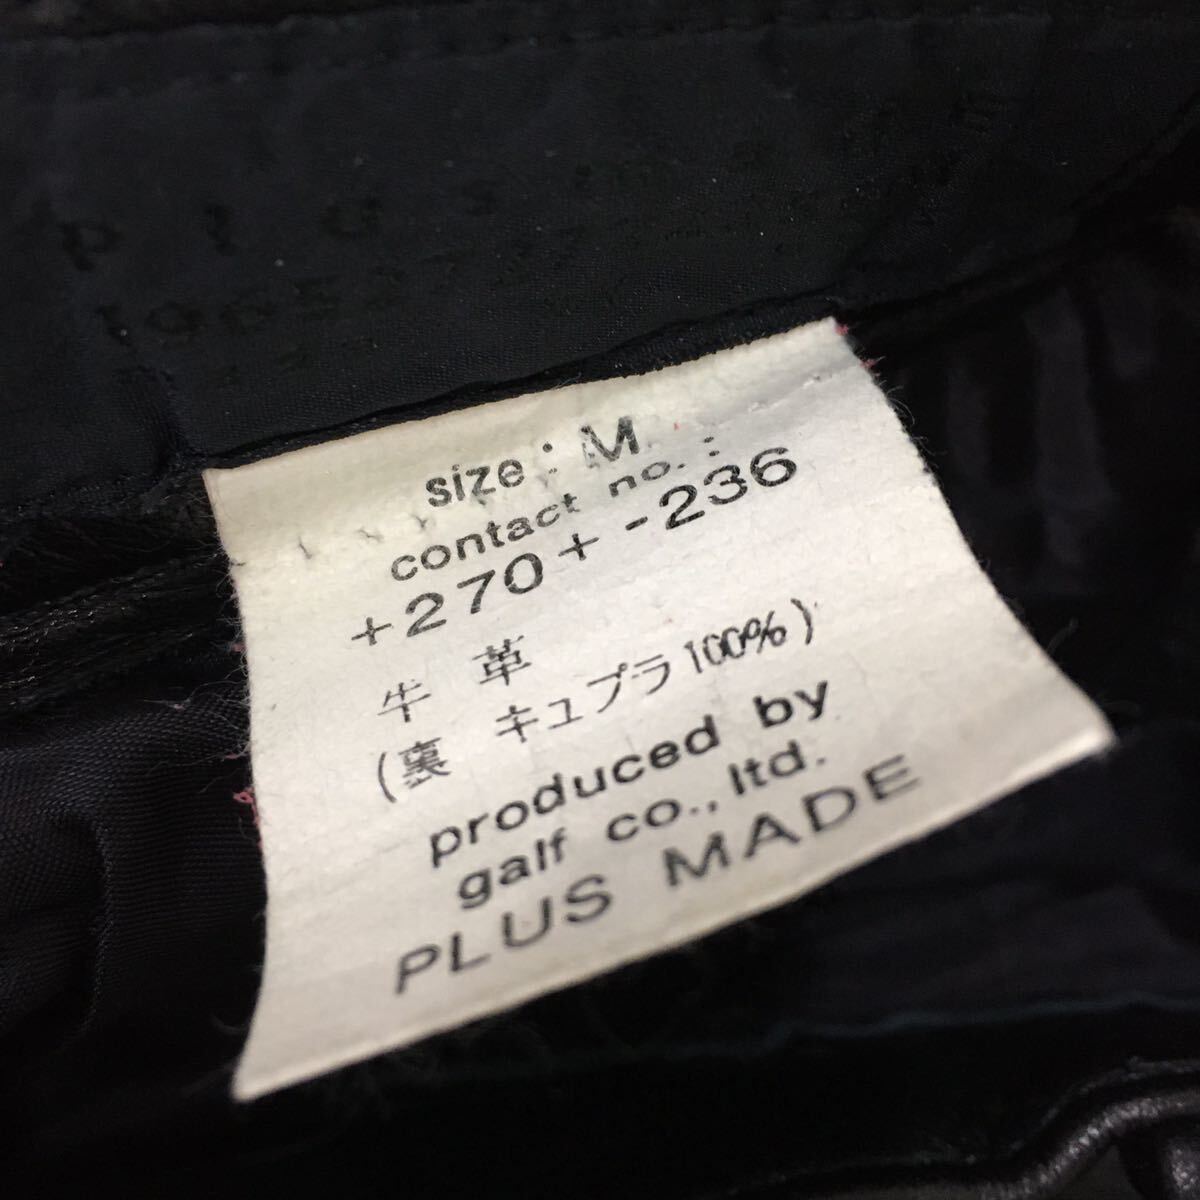 size : M
contact no. :
+270+ -236
牛 革
(裏 キュプラ100%)
produced by
galf co., ltd.
PLUS MADE